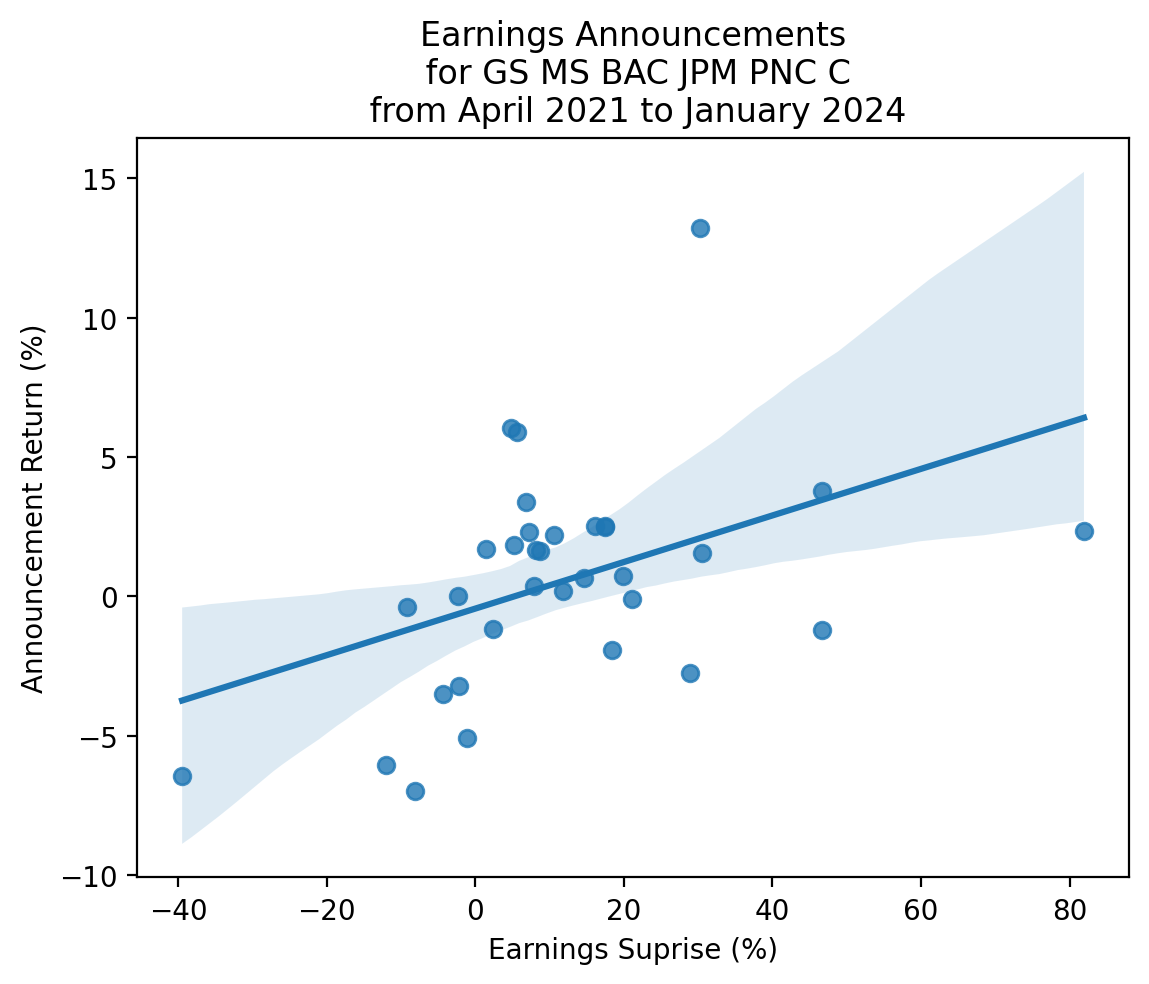 Earnings Announcements
for GS MS BAC JPM PNC C
from April 2021 to January 2024
15
10
5
0
−5
−10
Announcement Return (%)
−40 −20 0 20 40 60 80
Earnings Suprise (%)